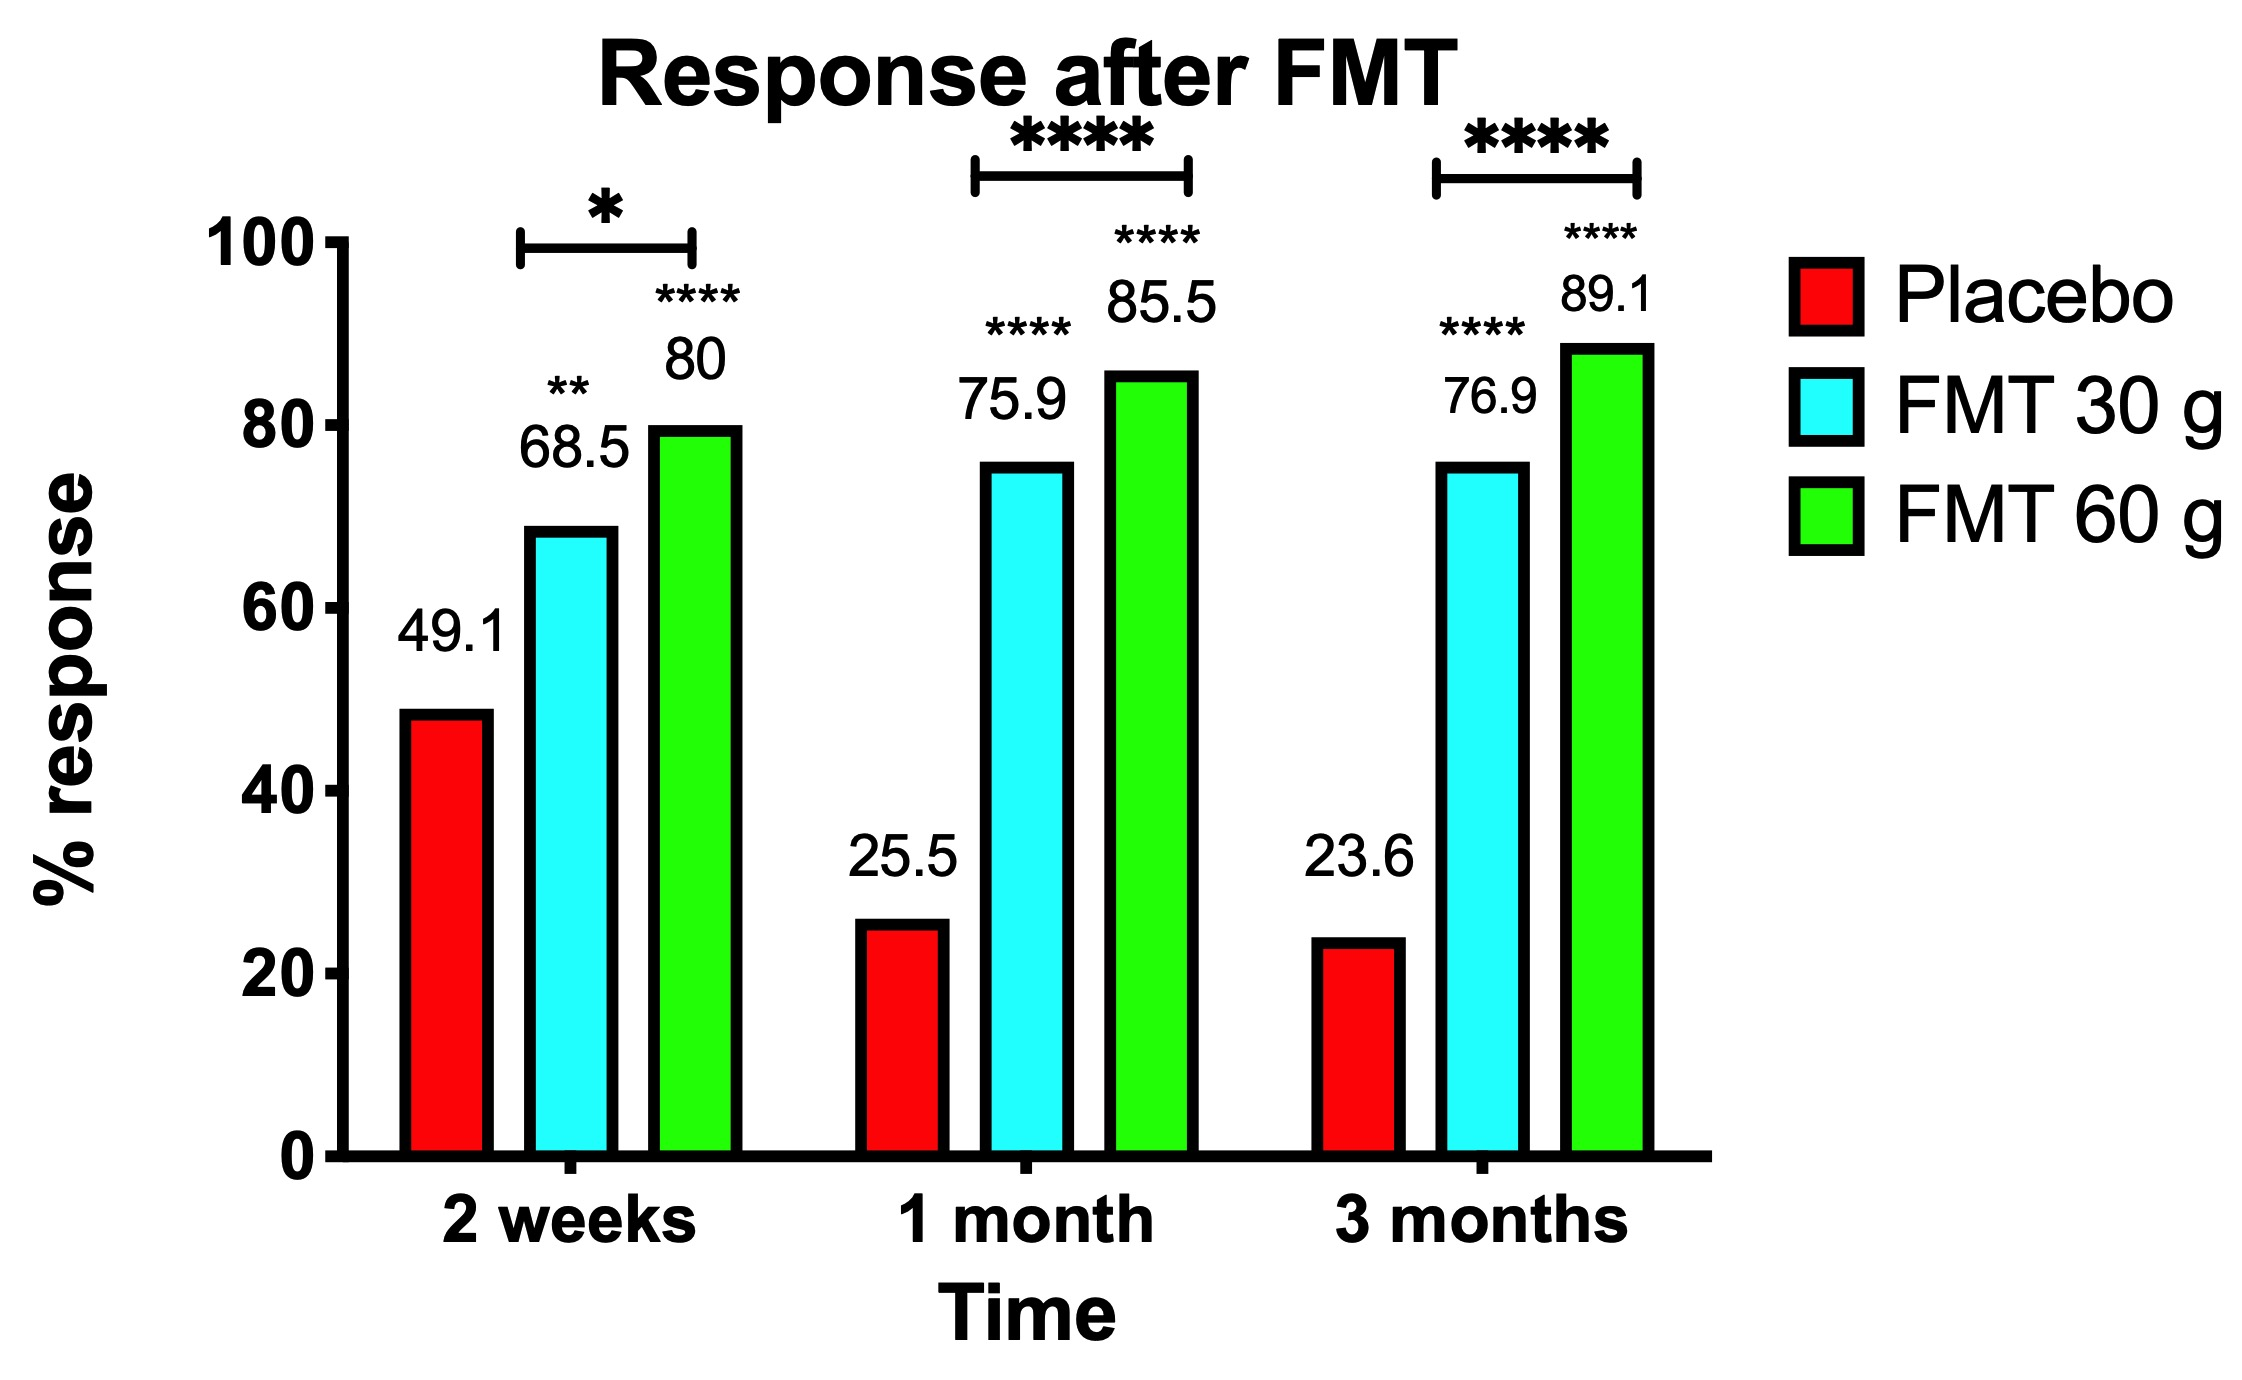 Response after FMT
****
****
*
100
****
****
****
89.1
Placebo
85.5
****
****
80
**
75.9
76.9
FMT 30 g
80
68.5
FMT 60 g
60
49.1
% response
40
25.5
23.6
20
0
2 weeks
1 month
3 months
Time